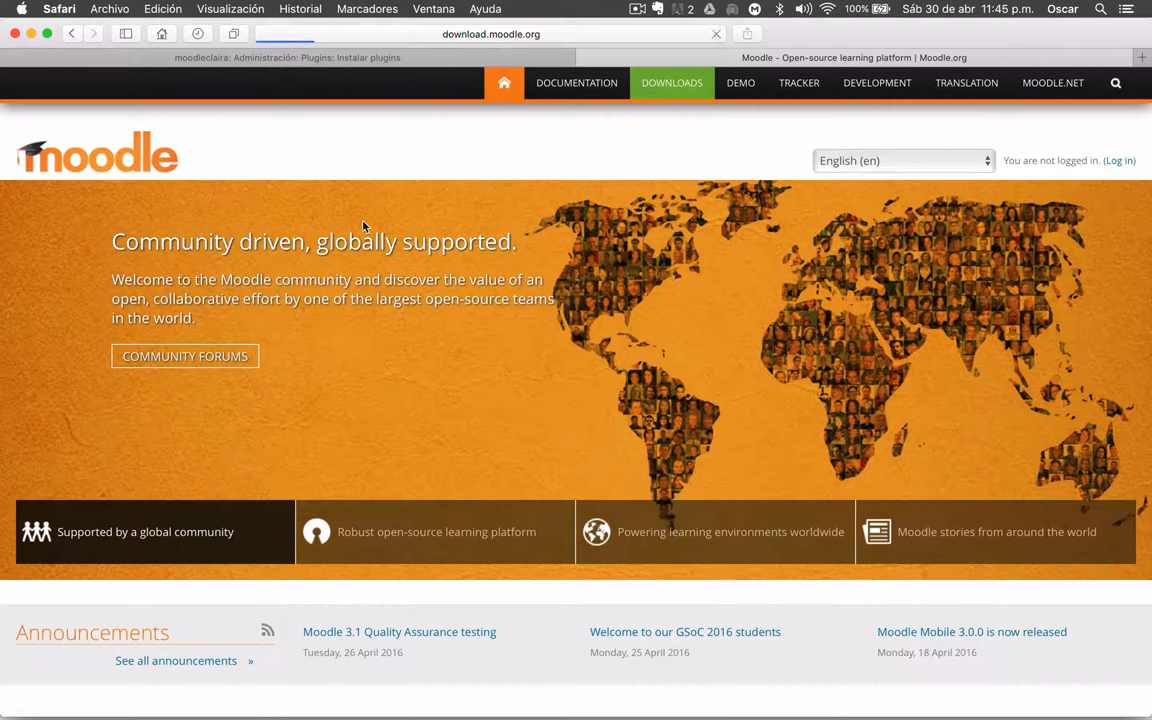 Safari Archivo Edición Visualización Historial Marcadores Ventana Ayuda 2 100% Sáb 30 de abr 11:45 p.m. Oscar
download.moodle.org
moodleclaira: Administración: Plugins: Instalar plugins
Moodle - Open-source learning platform | Moodle.org
DOCUMENTATION DOWNLOADS DEMO TRACKER DEVELOPMENT TRANSLATION MOODLE.NET
moodle
English (en)
You are not logged in. (Log in)
Community driven, globally supported.
Welcome to the Moodle community and discover the value of an
open, collaborative effort by one of the largest open-source teams
in the world.
COMMUNITY FORUMS
Supported by a global community
Robust open-source learning platform
Powering learning environments worldwide
Moodle stories from around the world
Announcements
See all announcements »
Moodle 3.1 Quality Assurance testing
Tuesday, 26 April 2016
Welcome to our GSoC 2016 students
Monday, 25 April 2016
Moodle Mobile 3.0.0 is now released
Monday, 18 April 2016